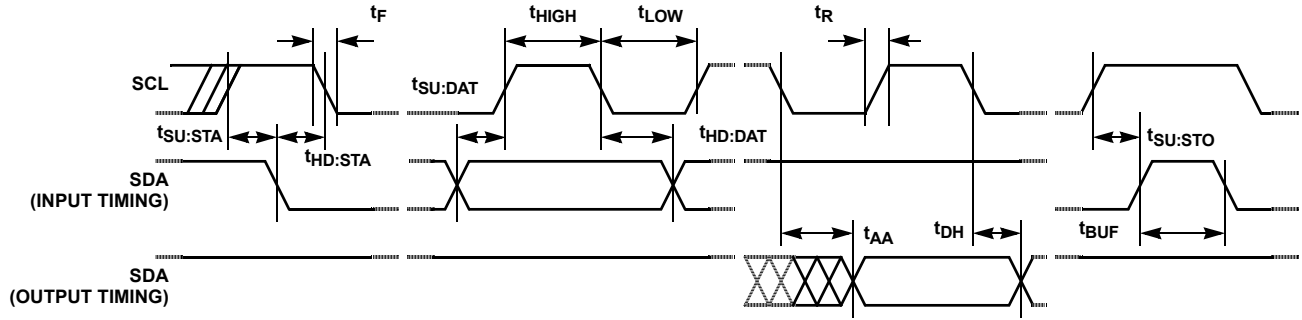 tF
tHIGH
tLOW
tR
SCL
tSU:DAT
tSU:STA
tHD:STA
tHD:DAT
tSU:STO
SDA
(INPUT TIMING)
tAA
tDH
tBUF
SDA
(OUTPUT TIMING)